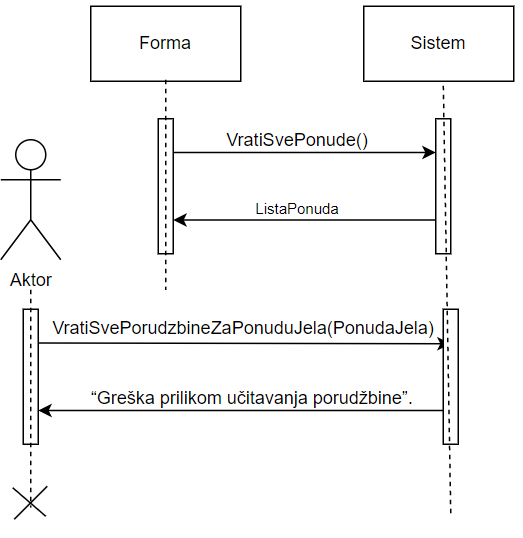 Forma
Sistem
VratiSvePonude()
ListaPonuda
Aktor
VratiSvePorudzbineZaPonuduJela(PonudaJela)
“Greška prilikom učitavanja porudžbine”.